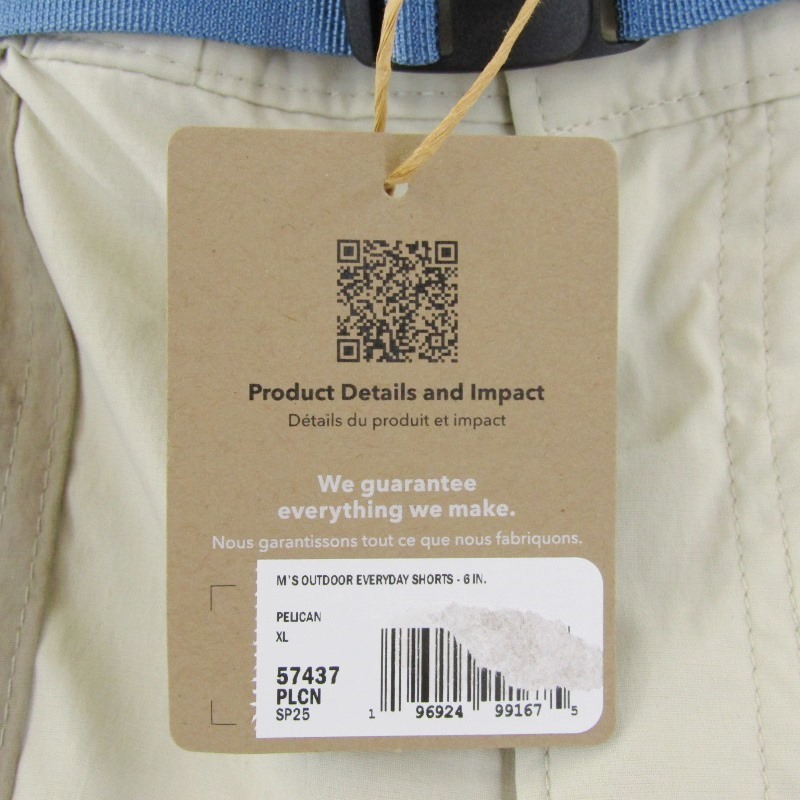 Product Details and Impact
Détails du produit et impact
We guarantee
everything we make.
Nous garantissons tout ce que nous fabriquons.
M'S OUTDOOR EVERYDAY SHORTS - 6 IN.
PELICAN
XL
57437
PLCN
SP25
1 96924 99167 5